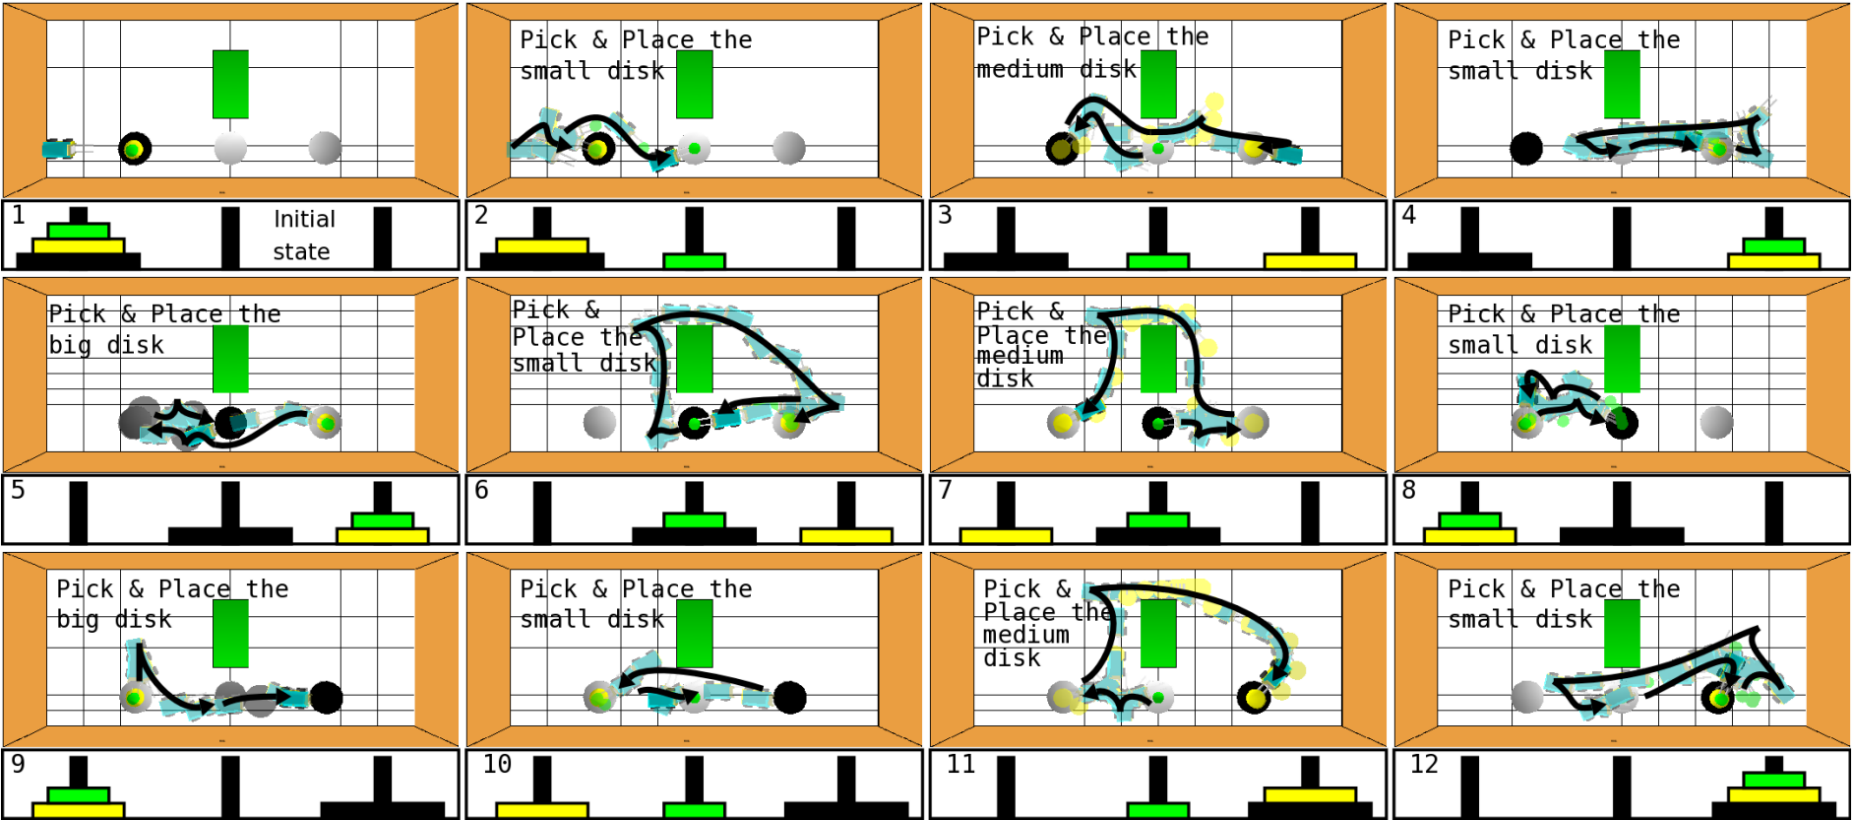 1
Initial
state
Pick & Place the
small disk
2
Pick & Place the
medium disk
3
Pick & Place the
small disk
4
Pick & Place the
big disk
5
Pick &
Place the
small disk
6
Pick &
Place the
medium
disk
7
Pick & Place the
small disk
8
Pick & Place the
big disk
9
Pick & Place the
small disk
10
Pick &
Place the
medium
disk
11
Pick & Place the
small disk
12